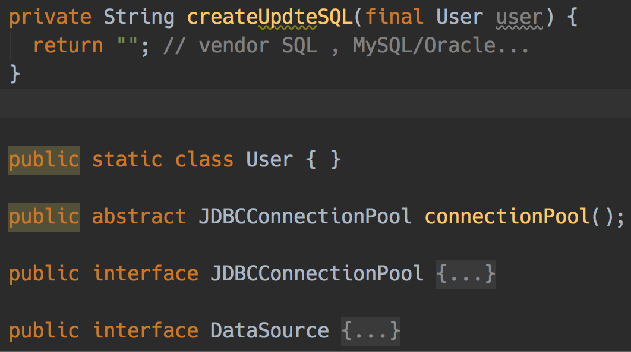 private String createUpdteSQL(final User user) {
return ""; // vendor SQL , MySQL/Oracle...
}
public static class User { }
public abstract JDBCConnectionPool connectionPool();
public interface JDBCConnectionPool {...}
public interface DataSource {...}